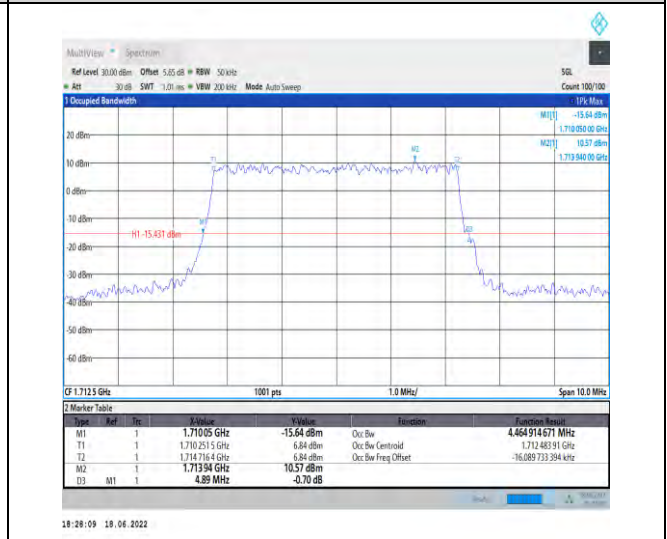 MultiView Spectrum
Ref Level 30.00 dBm Offset 5.85 dB RBW 50 kHz SGL
Att 30 dB SWT 1.01 ms VBW 200 kHz Mode Auto Sweep Count 100/100
1 Occupied Bandwidth 1Pk Max
M1[1] -15.64 dBm
1.710 050 00 GHz
M2[1] 10.57 dBm
1.713 940 00 GHz
20 dBm
M2
T1 T2
10 dBm
0 dBm
-10 dBm
M1
H1 -15.431 dBm
D3
-20 dBm
-30 dBm
-40 dBm
-50 dBm
-60 dBm
CF 1.712 5 GHz 1001 pts 1.0 MHz/ Span 10.0 MHz
2 Marker Table
Type Ref Trc X-Value Y-Value Function Function Result
M1 1 1.71005 GHz -15.64 dBm Occ Bw 4.464 914 671 MHz
T1 1 1.710 251 5 GHz 6.84 dBm Occ Bw Centroid 1.712 483 91 GHz
T2 1 1.714 716 4 GHz 6.84 dBm Occ Bw Freq Offset -16.089 733 394 kHz
M2 1 1.713 94 GHz 10.57 dBm
D3 M1 1 4.89 MHz -0.70 dB
18:28:09 18.06.2022